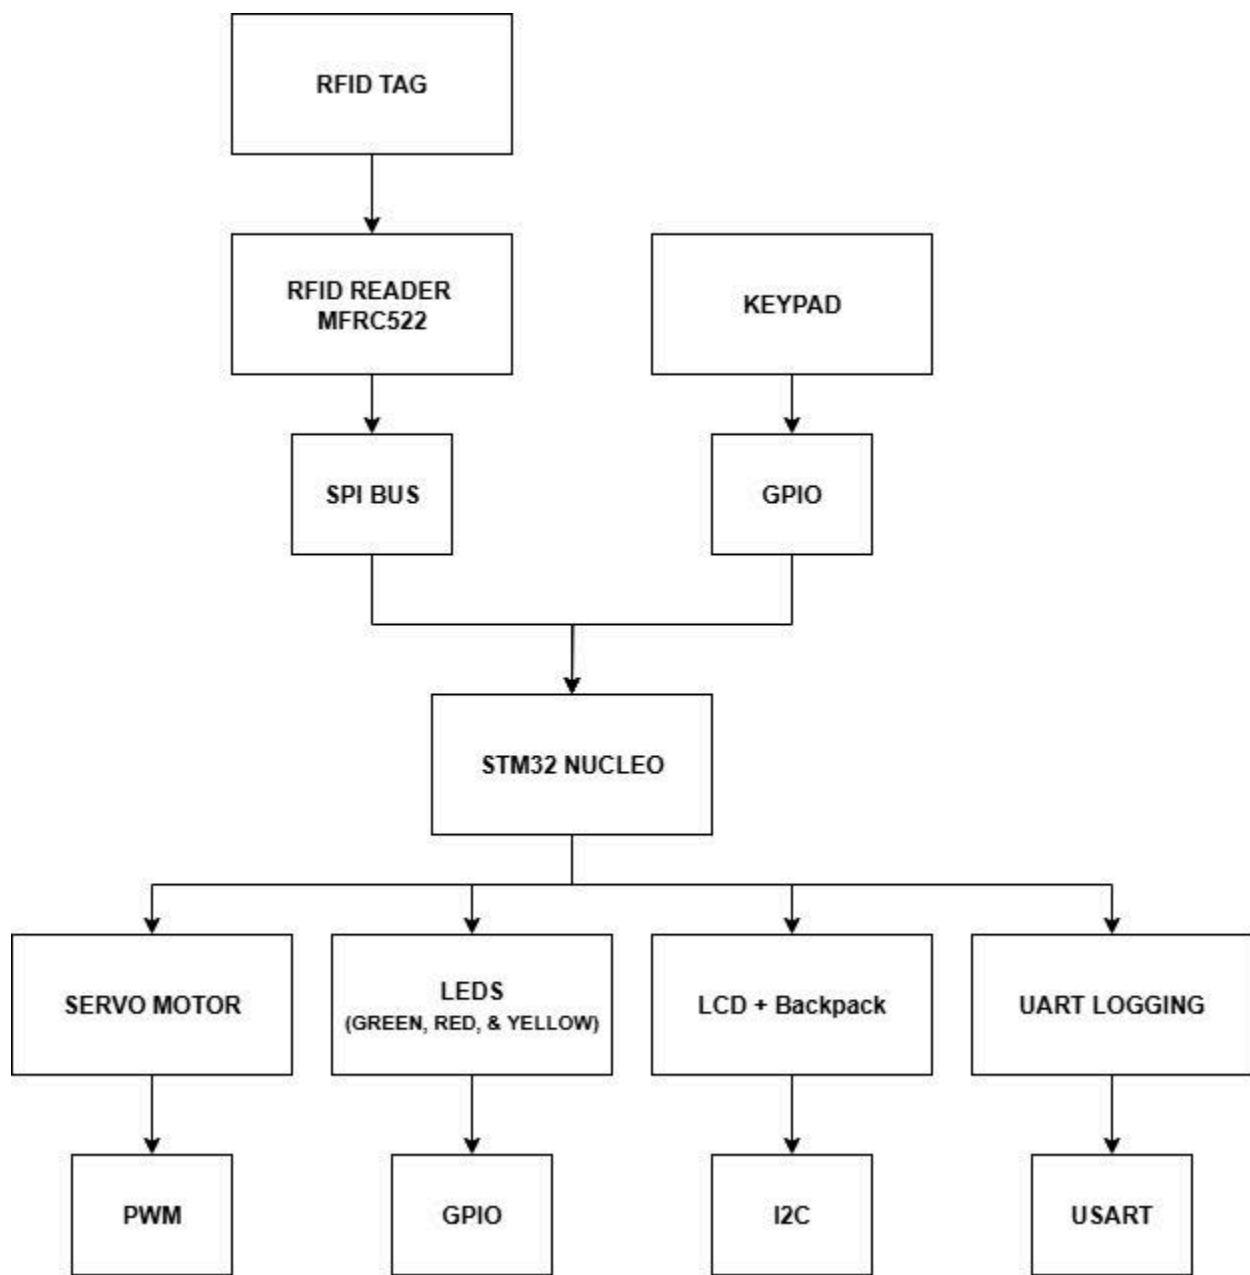 RFID TAG
RFID READER
MFRC522
KEYPAD
SPI BUS
GPIO
STM32 NUCLEO
SERVO MOTOR
LEDS
(GREEN, RED, & YELLOW)
LCD + Backpack
UART LOGGING
PWM
GPIO
I2C
USART